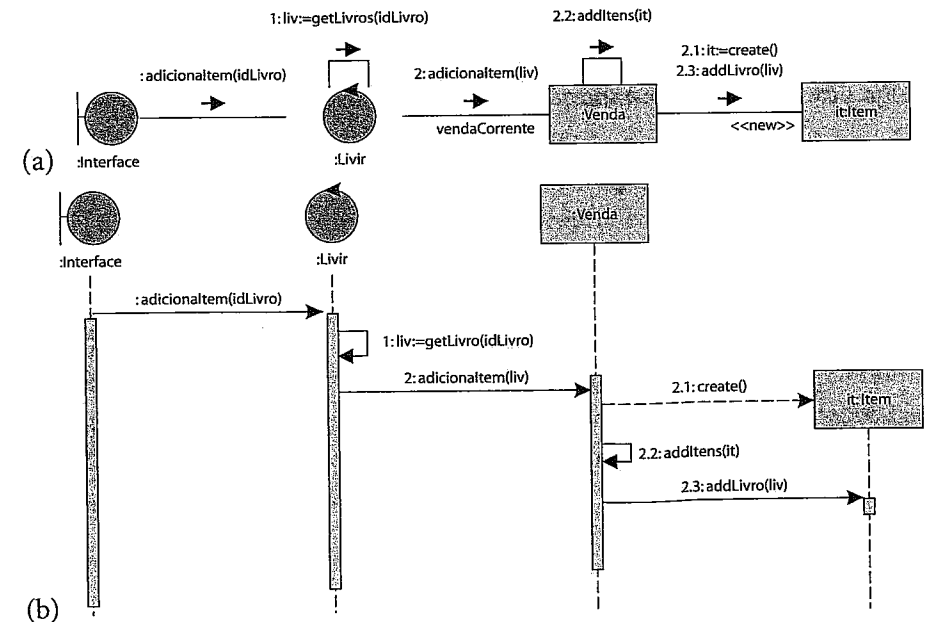 1: liv:=getLivros(idLivro)
2.2: addItens(it)
: adicionaItem(idLivro)
2: adicionaItem(liv)
2.1: it:=create()
2.3: addLivro(liv)
:Venda
it:Item
vendaCorrente
<<new>>
(a)
:Interface
:Livir
:Venda
:Interface
:Livir
: adicionaItem(idLivro)
1: liv:=getLivro(idLivro)
2: adicionaItem(liv)
2.1: create()
it:Item
2.2: addItens(it)
2.3: addLivro(liv)
(b)